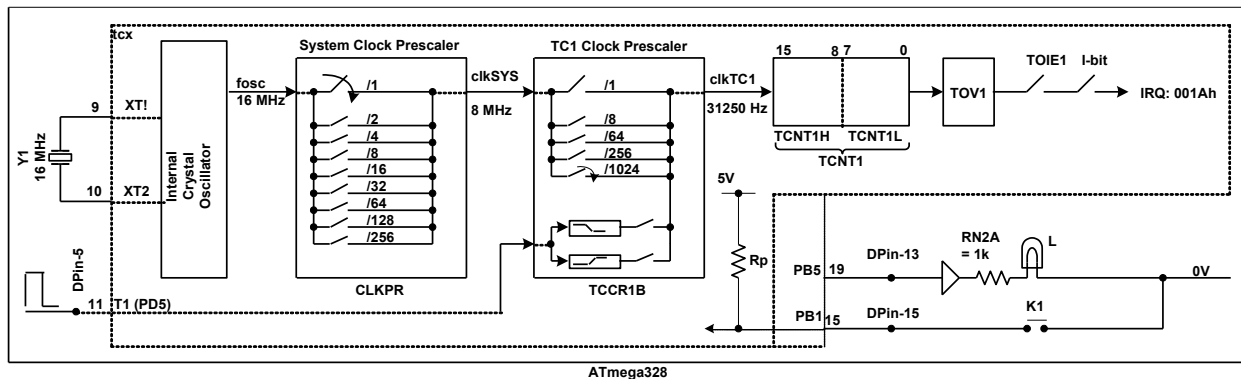 tcx
System Clock Prescaler
TC1 Clock Prescaler
15 8 7 0
TOIE1 I-bit
fosc
16 MHz
/1
/2
/4
/8
/16
/32
/64
/128
/256
CLKPR
clkSYS
8 MHz
/1
/8
/64
/256
/1024
TCCR1B
clkTC1
31250 Hz
TCNT1H TCNT1L
TCNT1
TOV1
IRQ: 001Ah
9 XT!
Y1
16 MHz
10 XT2
Internal
Crystal
Oscillator
DPin-5
11 T1 (PD5)
5V
Rp
PB5 19 DPin-13
RN2A
= 1k
L
0V
PB1 15 DPin-15 K1
ATmega328